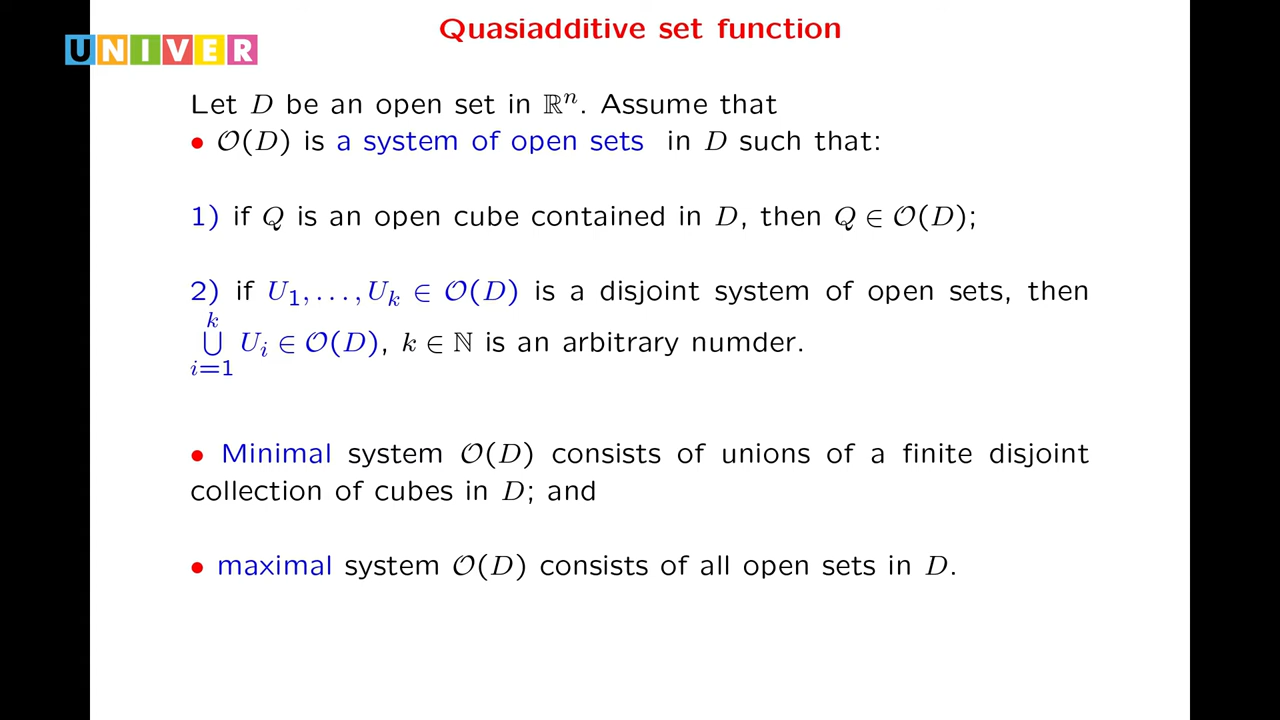 Quasiadditive set function
UNIVER
Let D be an open set in ℝⁿ. Assume that
• 𝒪(D) is a system of open sets in D such that:
1) if Q is an open cube contained in D, then Q ∈ 𝒪(D);
2) if U₁, . . . , Uₖ ∈ 𝒪(D) is a disjoint system of open sets, then
k
⋃ Uᵢ ∈ 𝒪(D), k ∈ ℕ is an arbitrary numder.
i=1
• Minimal system 𝒪(D) consists of unions of a finite disjoint
collection of cubes in D; and
• maximal system 𝒪(D) consists of all open sets in D.